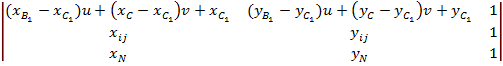 |(x_{B_1} − x_{C_1})u + (x_C − x_{C_1})v + x_{C_1} (y_{B_1} − y_{C_1})u + (y_C − y_{C_1})v + y_{C_1} 1|
|x_{ij} y_{ij} 1|
|x_N y_N 1|